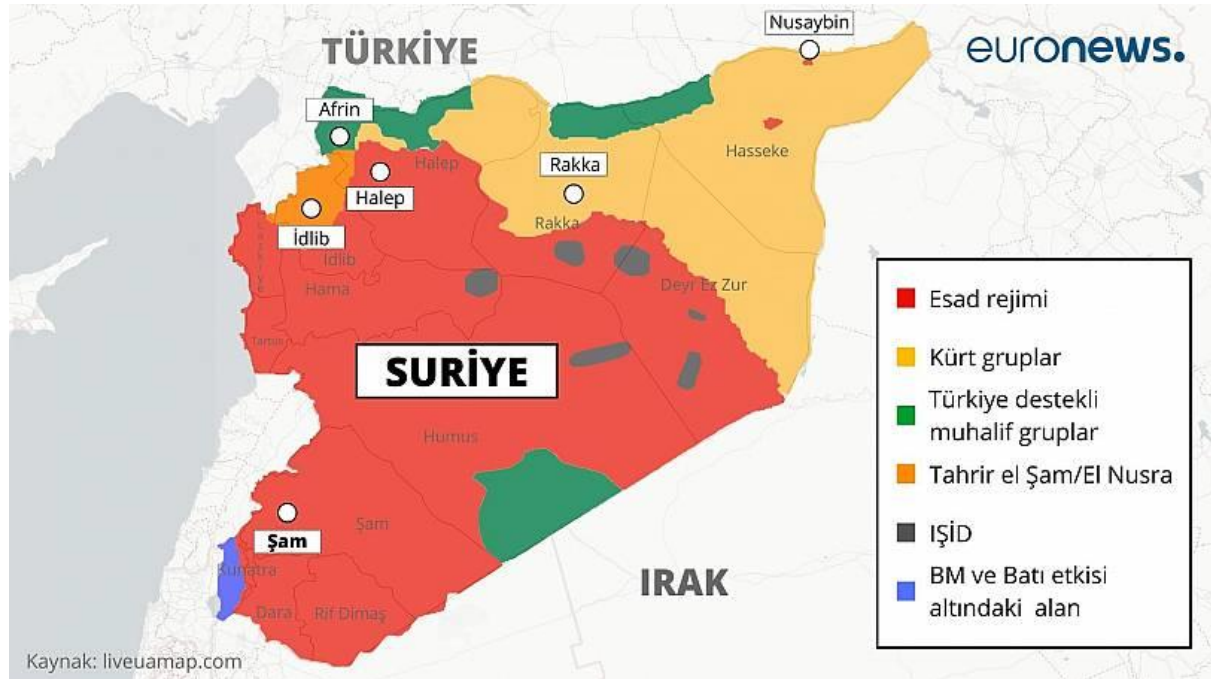 Nusaybin
euronews.
TÜRKİYE
Afrin
Halep
Hasseke
Rakka
Halep
Rakka
İdlib
İdlib
Hama
Deyr Ez Zur
SURİYE
Humus
Şam
Şam
Kunatra
Dara
Rif Dimaş
IRAK
Esad rejimi
Kürt gruplar
Türkiye destekli
muhalif gruplar
Tahrir el Şam/El Nusra
IŞİD
BM ve Batı etkisi
altındaki alan
Kaynak: liveuamap.com